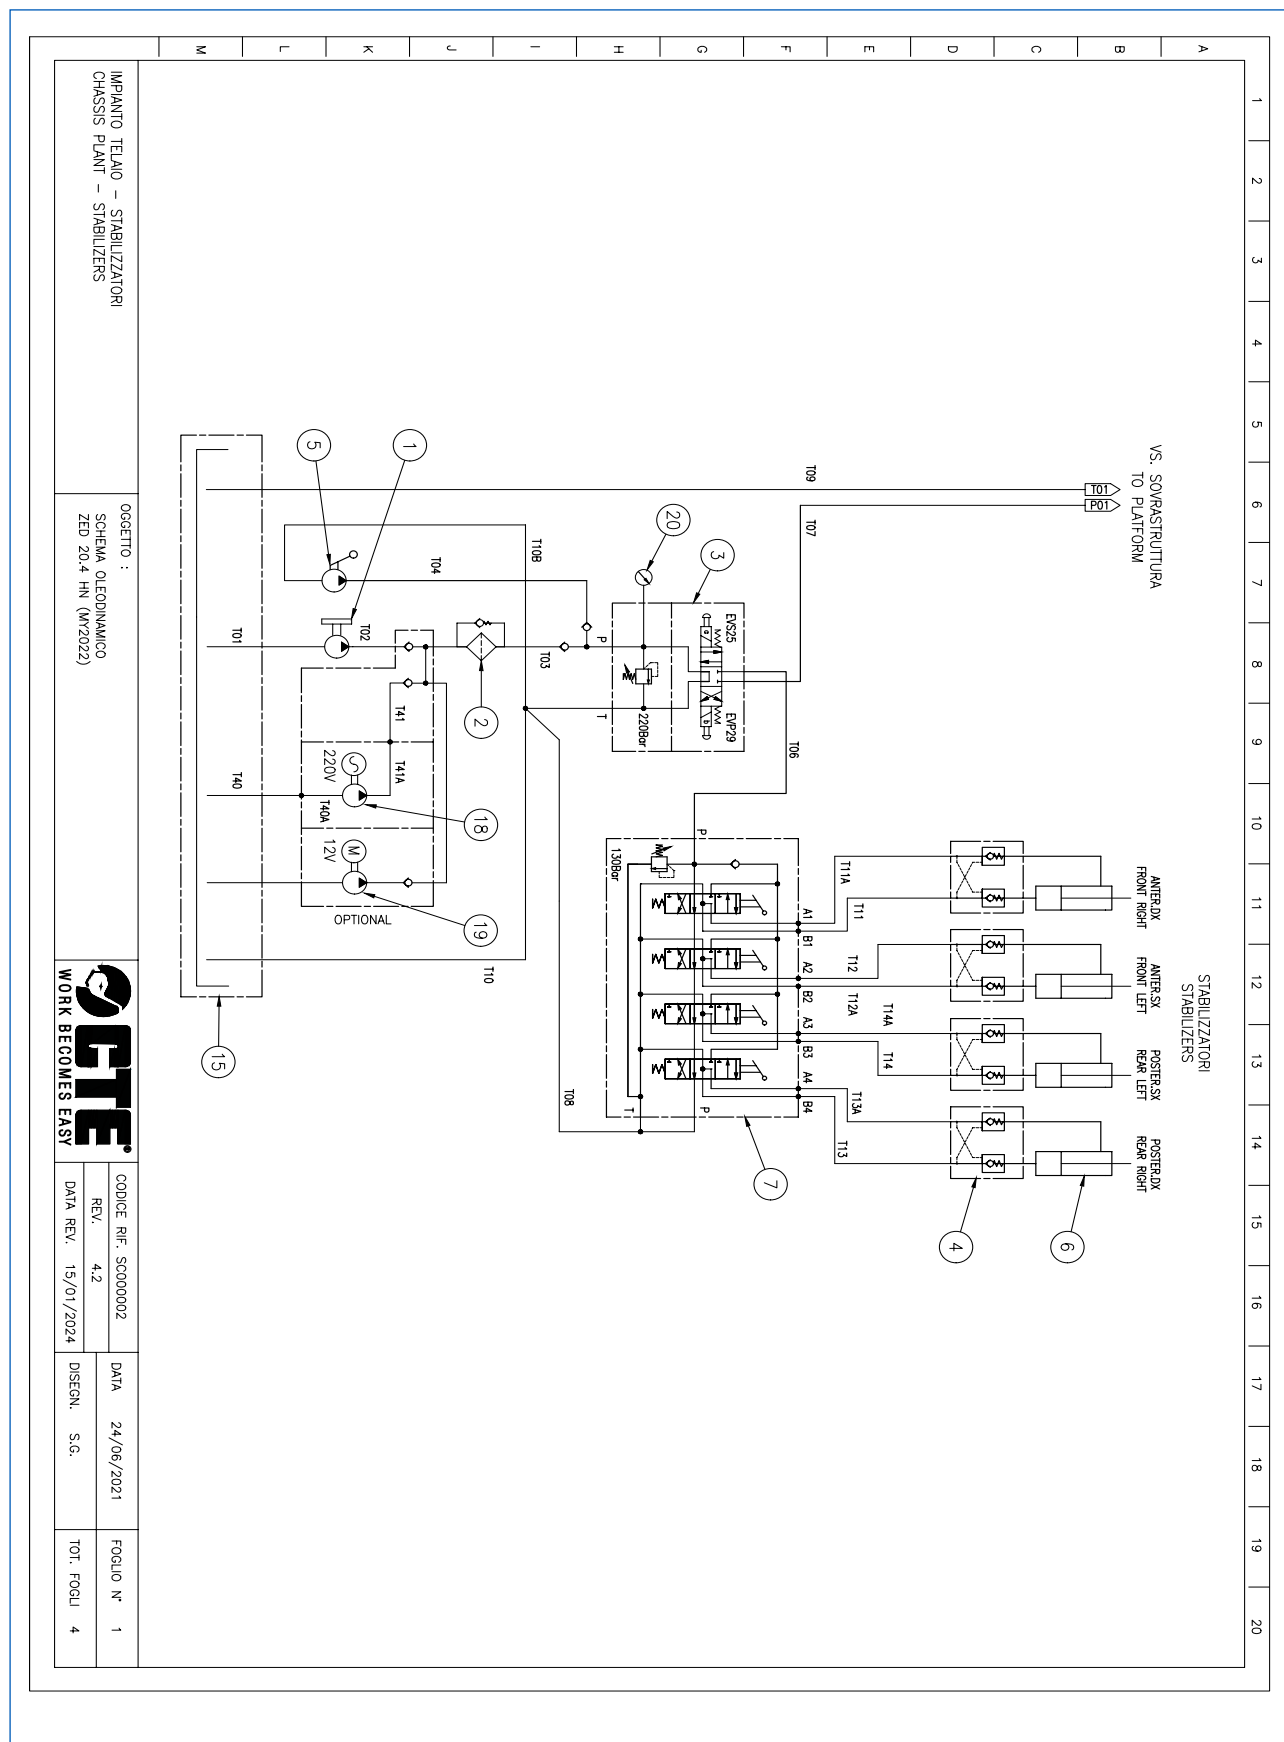 1
2
3
4
5
6
7
8
9
10
11
12
13
14
15
16
17
18
19
20
A
B
C
D
E
F
G
H
I
J
K
L
M
VS. SOVRASTRUTTURA
TO PLATFORM
T01
P01
STABILIZZATORI
STABILIZERS
ANTER.DX
FRONT RIGHT
ANTER.SX
FRONT LEFT
POSTER.SX
REAR LEFT
POSTER.DX
REAR RIGHT
6
4
T09
T07
T06
T11A
T11
T12
T12A
T14A
T14
T13A
T13
A1
B1
A2
B2
A3
B3
A4
B4
P
P
T
130Bar
7
20
3
EVS25
EVP29
a
b
P
T
220Bar
T03
T08
T10
T10B
T04
T02
T01
5
1
2
T41
T41A
T40
T40A
220V
12V
M
18
19
OPTIONAL
15
IMPIANTO TELAIO - STABILIZZATORI
CHASSIS PLANT - STABILIZERS
OGGETTO :
SCHEMA OLEODINAMICO
ZED 20.4 HN (MY2022)
CTE®
WORK BECOMES EASY
CODICE RIF. SC000002
REV. 4.2
DATA REV. 15/01/2024
DATA 24/06/2021
DISEGN. S.G.
FOGLIO N° 1
TOT. FOGLI 4